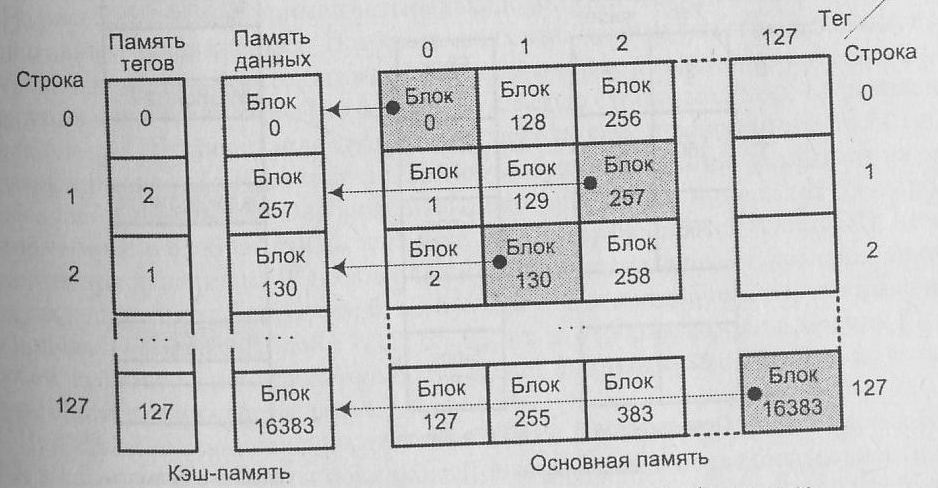 Тег
Память Память 0 1 2 127
тегов данных
Строка Строка
0 0 Блок 0 Блок 0 Блок 128 Блок 256 0
1 2 Блок 257 Блок 1 Блок 129 Блок 257 1
2 1 Блок 130 Блок 2 Блок 130 Блок 258 2
... ... ...
127 127 Блок 16383 Блок 127 Блок 255 Блок 383 Блок 16383 127
Кэш-память Основная память